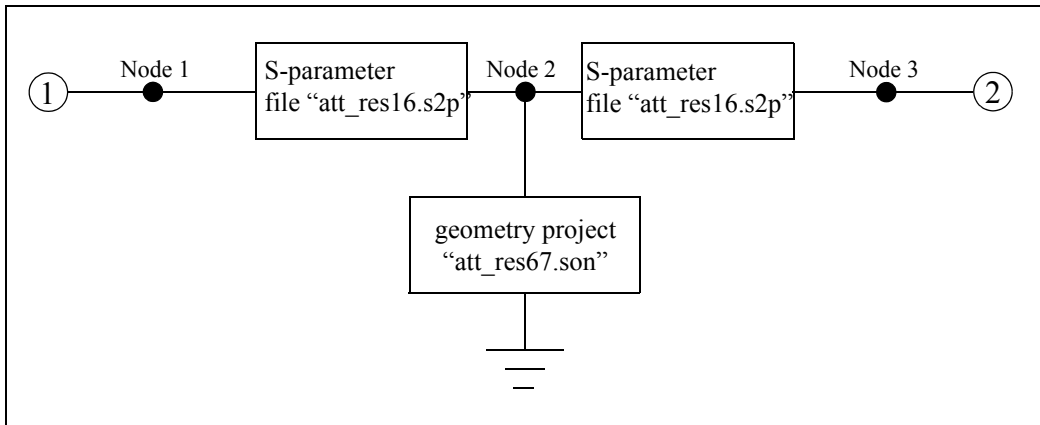 Node 1
S-parameter
file “att_res16.s2p”
Node 2
S-parameter
file “att_res16.s2p”
Node 3
1
2
geometry project
“att_res67.son”